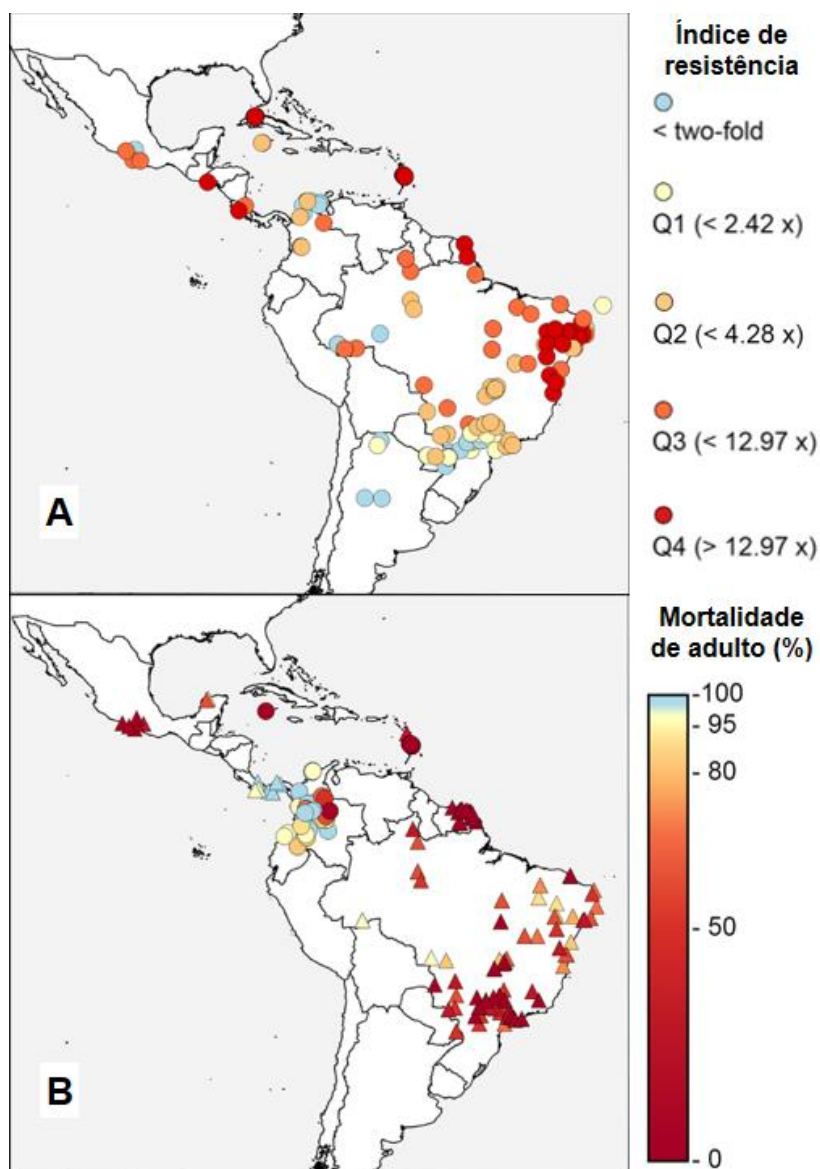 Índice de
resistência
< two-fold
Q1 (< 2.42 x)
Q2 (< 4.28 x)
Q3 (< 12.97 x)
Q4 (> 12.97 x)
A
Mortalidade
de adulto (%)
-100
-95
- 80
- 50
- 0
B